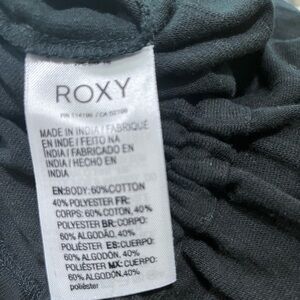 ROXY
MADE IN INDIA / FABRIQUÉ
EN INDE / FEITO NA
INDIA / FABRICADO EN
INDIA / HECHO EN
INDIA
EN:BODY: 60%COTTON
40% POLYESTER FR:
CORPS: 60% COTON, 40%
POLYESTER BR: CORPO:
60% ALGODÃO, 40%
POLIÉSTER ES: CUERPO:
60% ALGODÓN, 40%
POLIÉSTER MX: CUERPO:
60% ALGODÓN,40%
poliéster